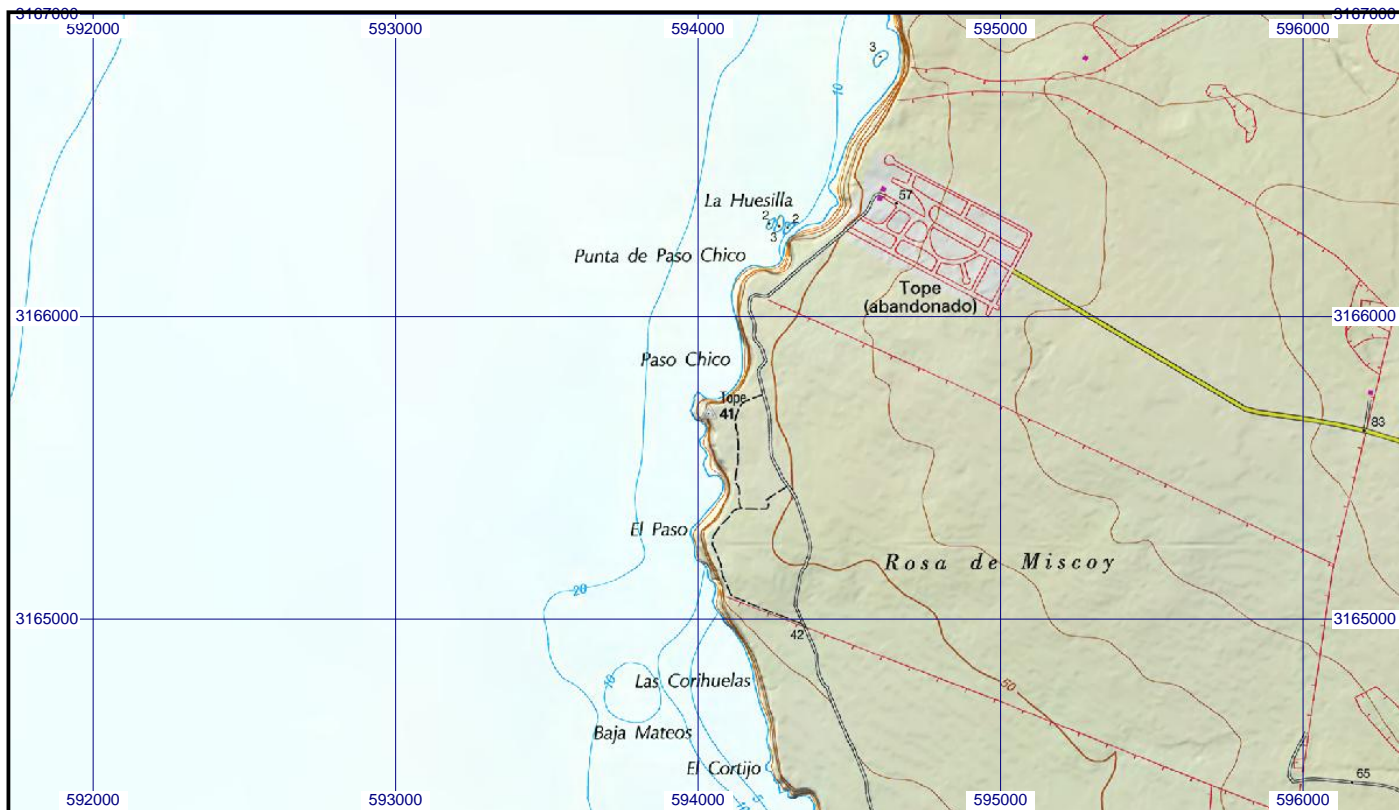 3167000
3167000
592000
593000
594000
595000
596000
3
10
La Huesilla
57
2
2
3
Punta de Paso Chico
Tope
(abandonado)
3166000
3166000
Paso Chico
Tope
41
83
El Paso
Rosa de Miscoy
20
3165000
3165000
42
Las Corihuelas
10
50
Baja Mateos
El Cortijo
65
5
10
592000
593000
594000
595000
596000